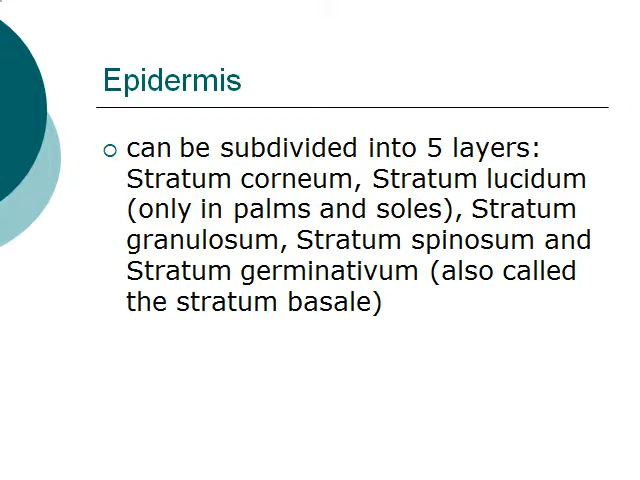 Epidermis
can be subdivided into 5 layers:
Stratum corneum, Stratum lucidum
(only in palms and soles), Stratum
granulosum, Stratum spinosum and
Stratum germinativum (also called
the stratum basale)